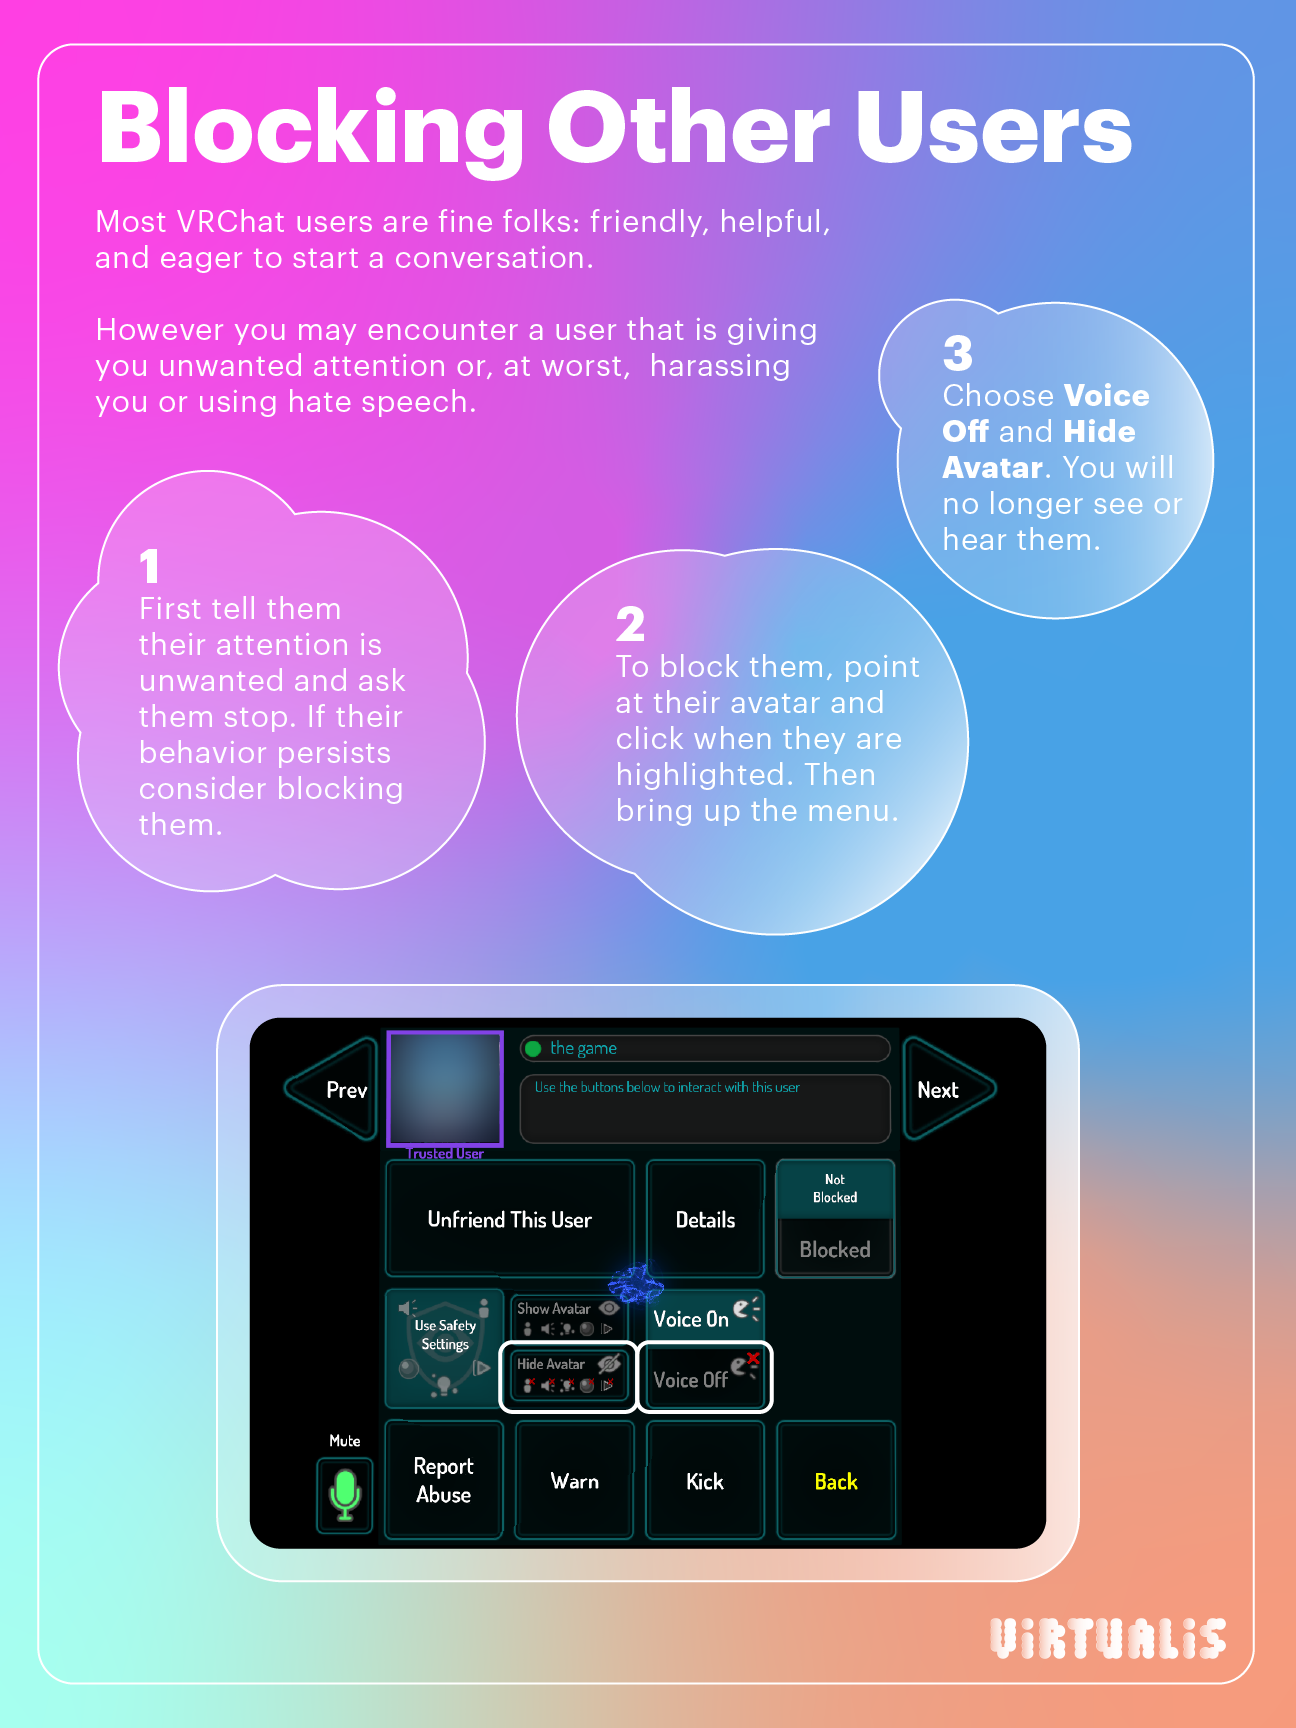 Blocking Other Users
Most VRChat users are fine folks: friendly, helpful,
and eager to start a conversation.
However you may encounter a user that is giving
you unwanted attention or, at worst,  harassing
you or using hate speech.
1
First tell them
their attention is
unwanted and ask
them stop. If their
behavior persists
consider blocking
them.
2
To block them, point
at their avatar and
click when they are
highlighted. Then
bring up the menu.
3
Choose Voice
Off and Hide
Avatar. You will
no longer see or
hear them.
Prev
the game
Use the buttons below to interact with this user
Next
Trusted User
Unfriend This User
Details
Not
Blocked
Blocked
Use Safety
Settings
Show Avatar
Hide Avatar
Voice On
Voice Off
Mute
Report
Abuse
Warn
Kick
Back
ViRTUALiS